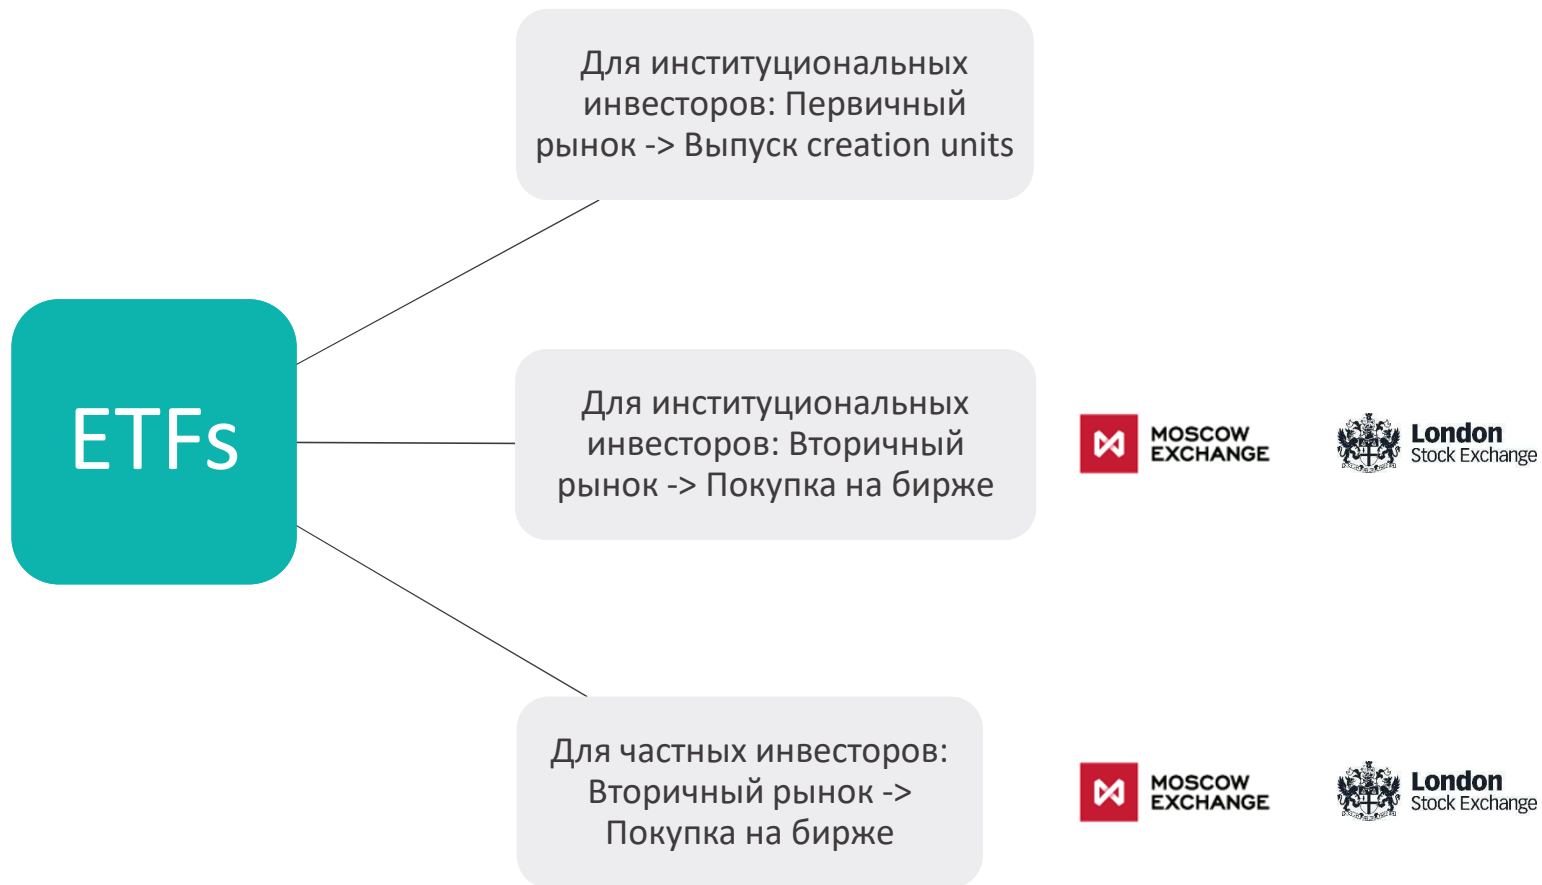 Для институциональных
инвесторов: Первичный
рынок -> Выпуск creation units
ETFs
Для институциональных
инвесторов: Вторичный
рынок -> Покупка на бирже
MOSCOW
EXCHANGE
London
Stock Exchange
Для частных инвесторов:
Вторичный рынок ->
Покупка на бирже
MOSCOW
EXCHANGE
London
Stock Exchange